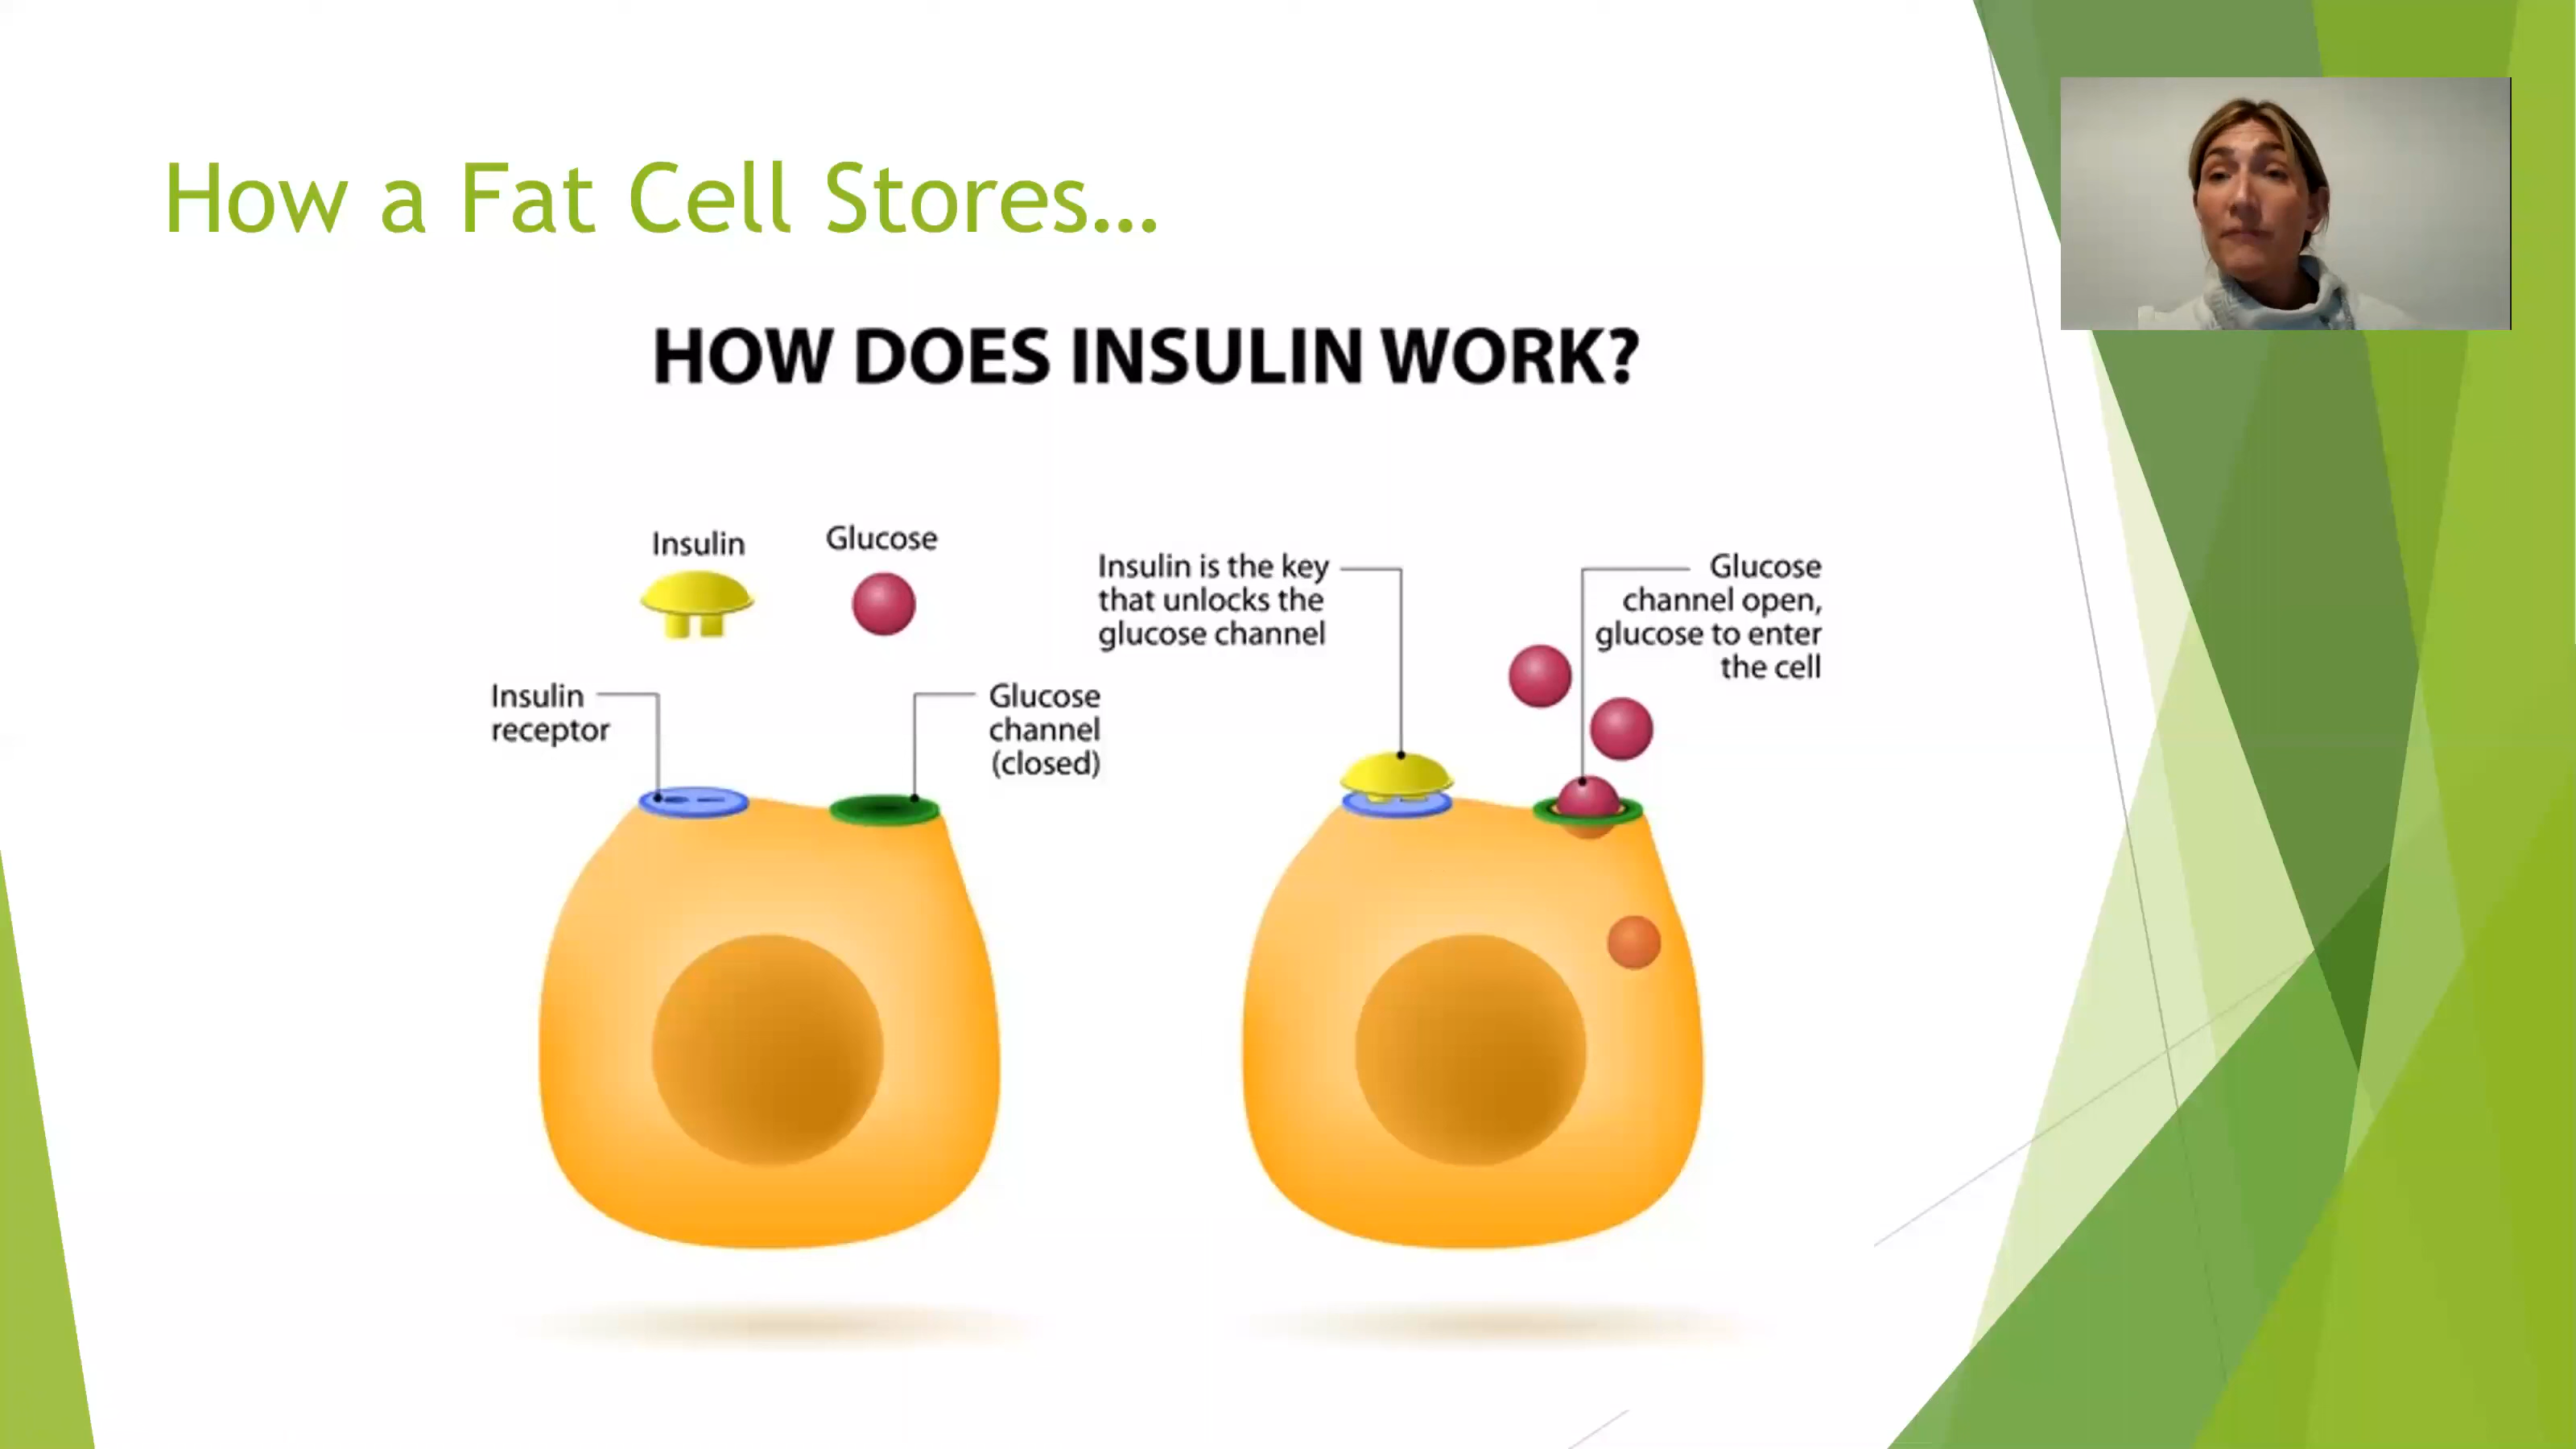 How a Fat Cell Stores...
HOW DOES INSULIN WORK?
Insulin
Glucose
Insulin
receptor
Glucose
channel
(closed)
Insulin is the key
that unlocks the
glucose channel
Glucose
channel open,
glucose to enter
the cell